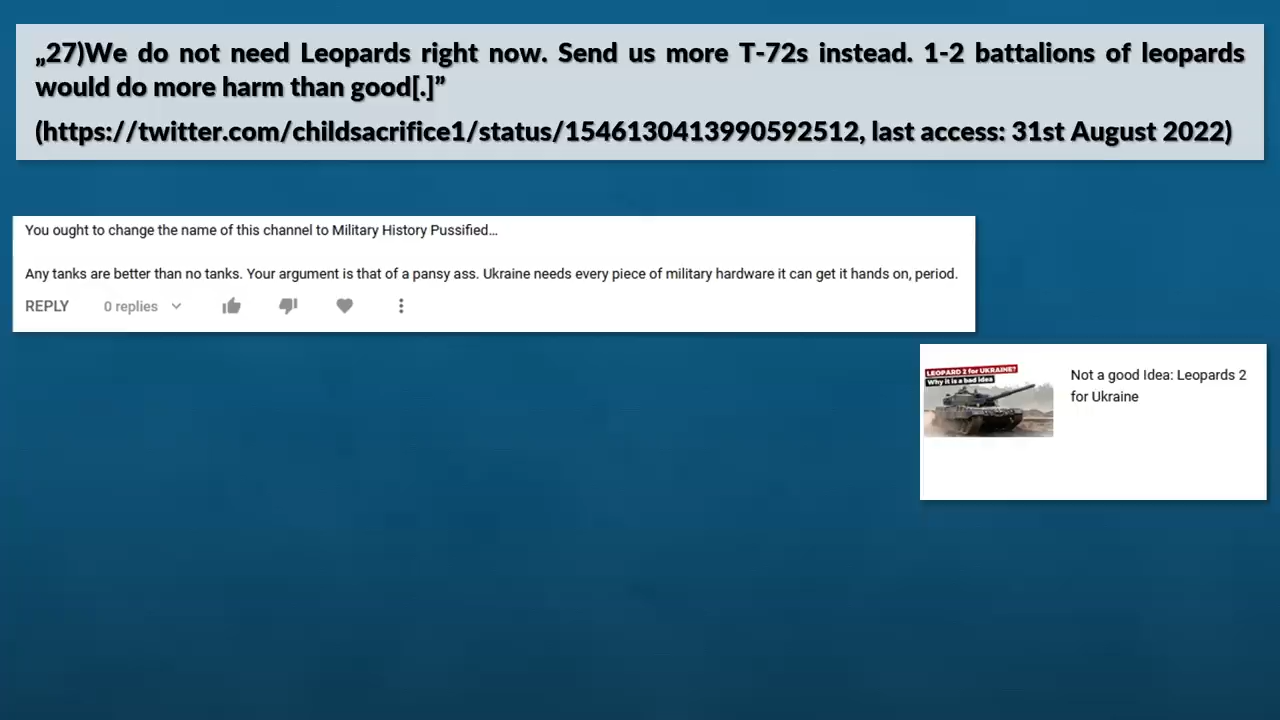 „27)We do not need Leopards right now. Send us more T-72s instead. 1-2 battalions of leopards
would do more harm than good[.]”
(https://twitter.com/childsacrifice1/status/1546130413990592512, last access: 31st August 2022)
You ought to change the name of this channel to Military History Pussified...
Any tanks are better than no tanks. Your argument is that of a pansy ass. Ukraine needs every piece of military hardware it can get it hands on, period.
REPLY 0 replies
LEOPARD 2 for UKRAINE?
Why it is a bad idea
Not a good Idea: Leopards 2
for Ukraine